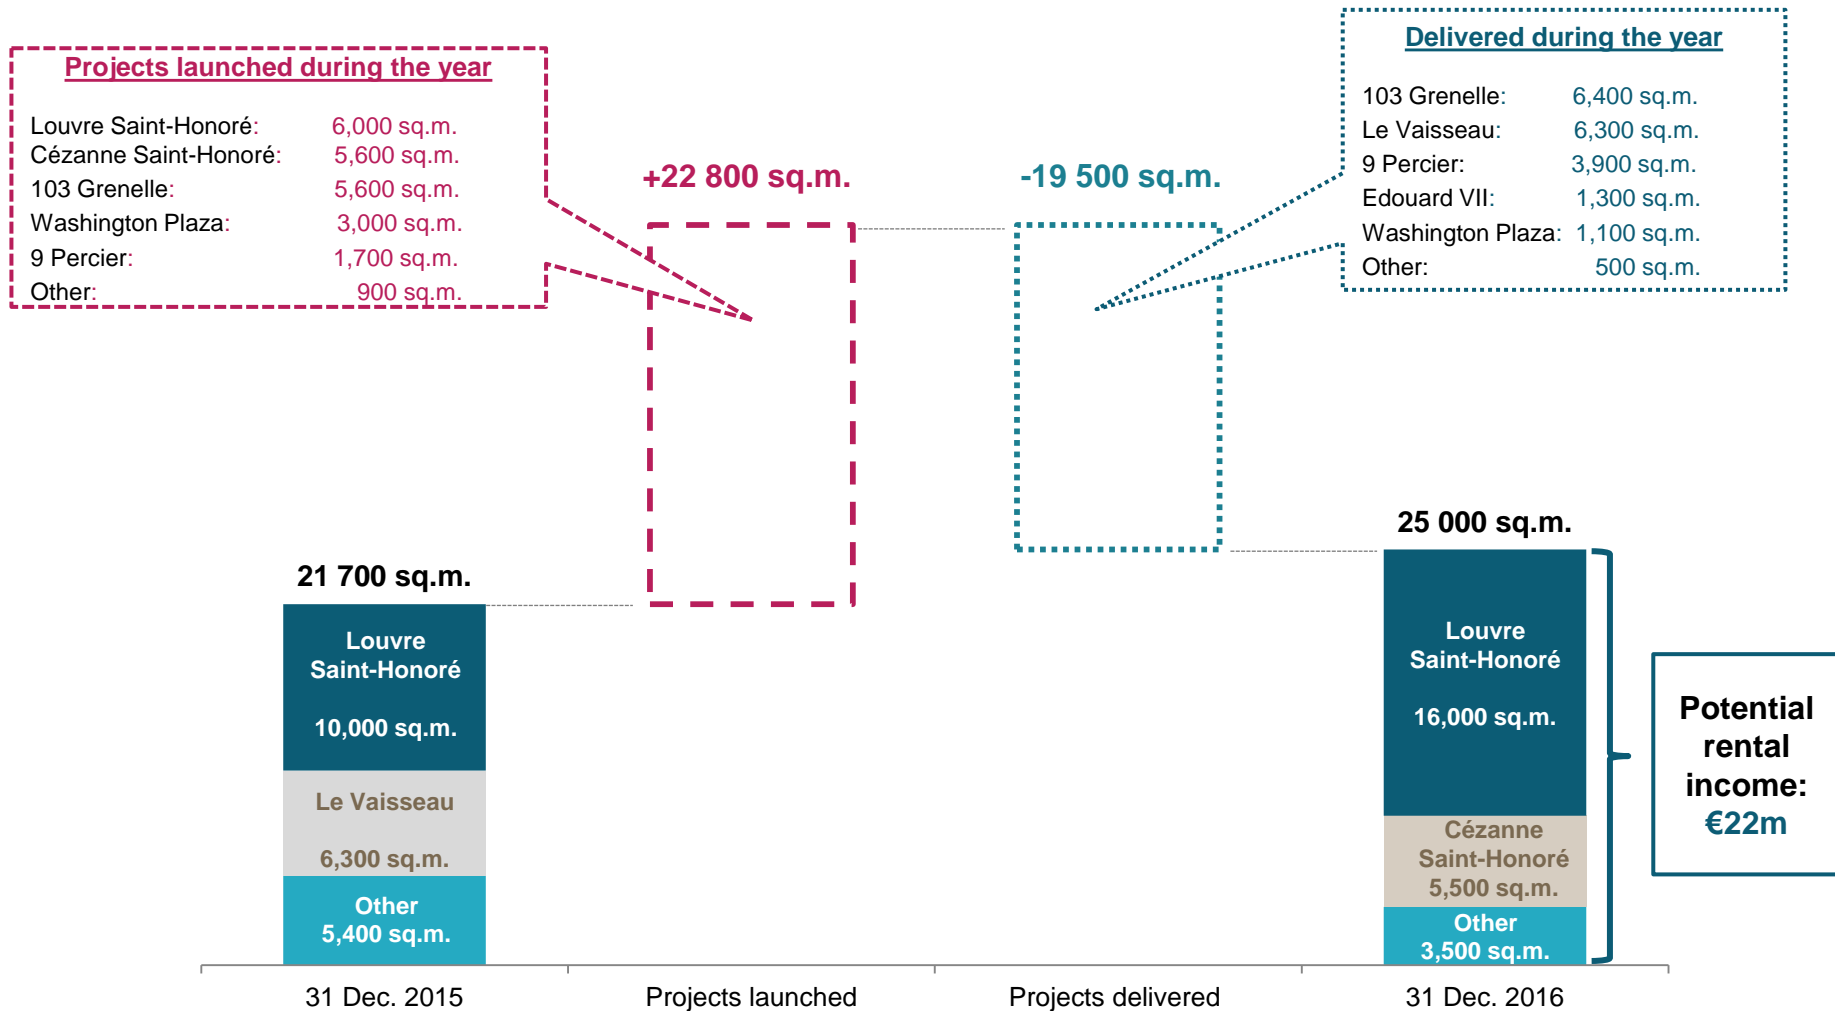 Projects launched during the year
Louvre Saint-Honoré: 6,000 sq.m.
Cézanne Saint-Honoré: 5,600 sq.m.
103 Grenelle: 5,600 sq.m.
Washington Plaza: 3,000 sq.m.
9 Percier: 1,700 sq.m.
Other: 900 sq.m.
Delivered during the year
103 Grenelle: 6,400 sq.m.
Le Vaisseau: 6,300 sq.m.
9 Percier: 3,900 sq.m.
Edouard VII: 1,300 sq.m.
Washington Plaza: 1,100 sq.m.
Other: 500 sq.m.
+22 800 sq.m.
-19 500 sq.m.
21 700 sq.m.
Louvre
Saint-Honoré
10,000 sq.m.
Le Vaisseau
6,300 sq.m.
Other
5,400 sq.m.
25 000 sq.m.
Louvre
Saint-Honoré
16,000 sq.m.
Cézanne
Saint-Honoré
5,500 sq.m.
Other
3,500 sq.m.
Potential
rental
income:
€22m
31 Dec. 2015
Projects launched
Projects delivered
31 Dec. 2016